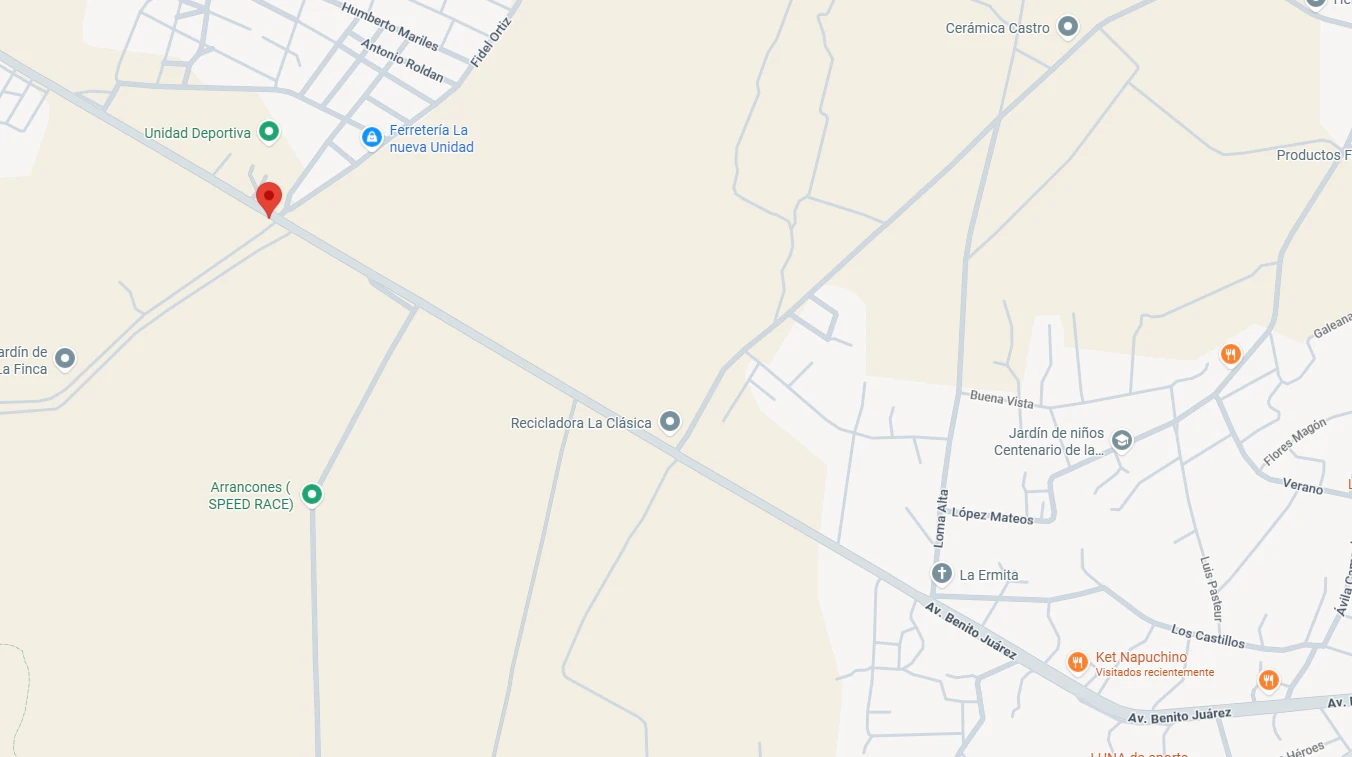 Humberto Mariles
Antonio Roldan
Fidel Ortiz
Cerámica Castro
Unidad Deportiva
Ferretería La
nueva Unidad
Productos F
Galeana
ardín de
La Finca
Recicladora La Clásica
Buena Vista
Jardín de niños
Centenario de la...
Flores Magón
Verano
Arrancones (
SPEED RACE)
Loma Alta
López Mateos
La Ermita
Luis Pasteur
Av. Benito Juárez
Los Castillos
Ket Napuchino
Visitados recientemente
Av. Benito Juárez
Héroes